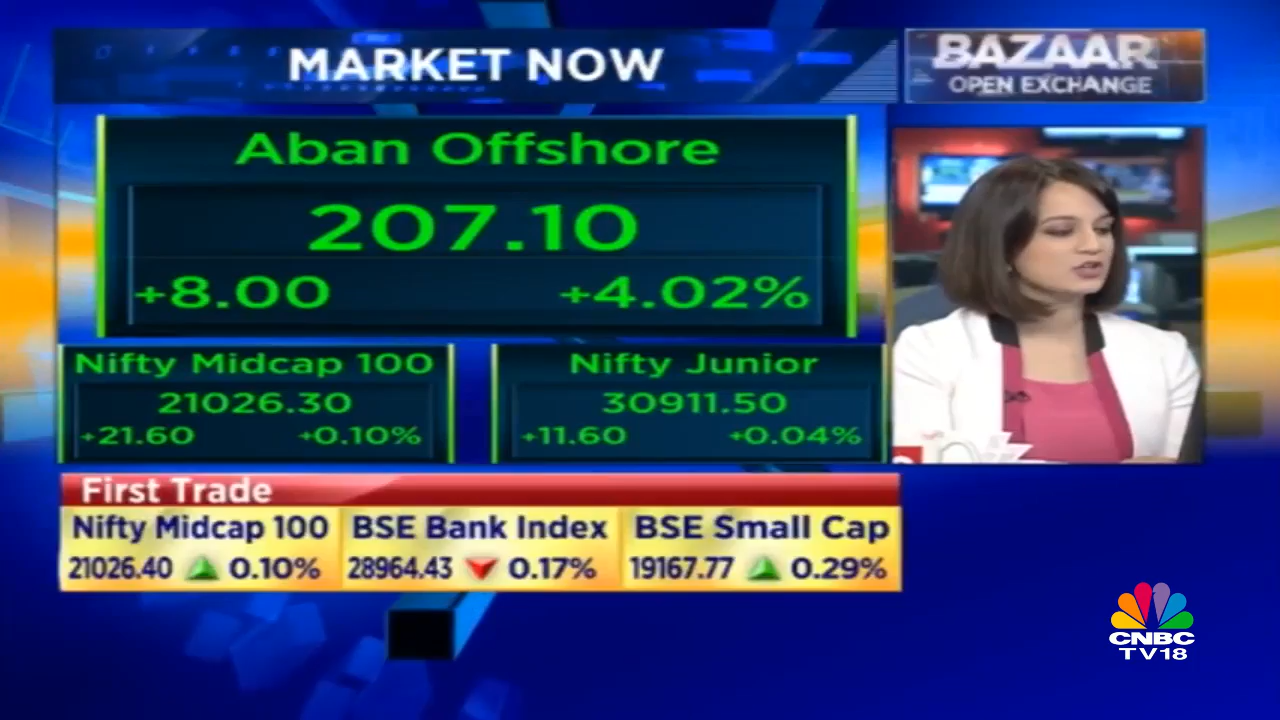 MARKET NOW
BAZAAR
OPEN EXCHANGE
Aban Offshore
207.10
+8.00 +4.02%
Nifty Midcap 100
21026.30
+21.60 +0.10%
Nifty Junior
30911.50
+11.60 +0.04%
First Trade
Nifty Midcap 100
21026.40 0.10%
BSE Bank Index
28964.43 0.17%
BSE Small Cap
19167.77 0.29%
CNBC
TV18